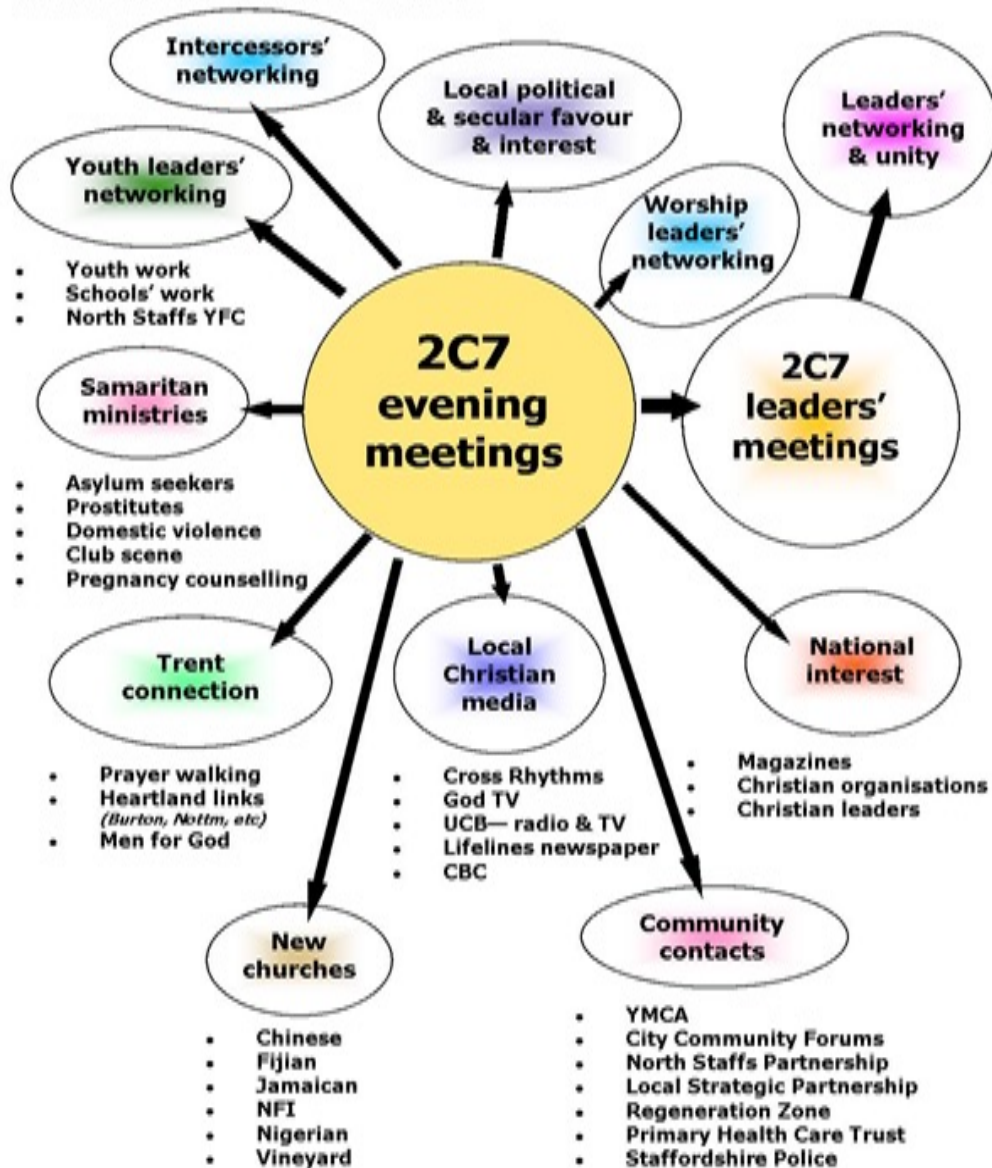 Intercessors'
networking
Local political
& secular favour
& interest
Leaders'
networking
& unity
Youth leaders'
networking
Worship
leaders'
networking
• Youth work
• Schools' work
• North Staffs YFC
2C7
evening
meetings
2C7
leaders'
meetings
Samaritan
ministries
• Asylum seekers
• Prostitutes
• Domestic violence
• Club scene
• Pregnancy counselling
Trent
connection
Local
Christian
media
National
interest
• Prayer walking
• Heartland links
(Burton, Nottm, etc)
• Men for God
• Cross Rhythms
• God TV
• UCB— radio & TV
• Lifelines newspaper
• CBC
• Magazines
• Christian organisations
• Christian leaders
New
churches
Community
contacts
• Chinese
• Fijian
• Jamaican
• NFI
• Nigerian
• Vineyard
• YMCA
• City Community Forums
• North Staffs Partnership
• Local Strategic Partnership
• Regeneration Zone
• Primary Health Care Trust
• Staffordshire Police